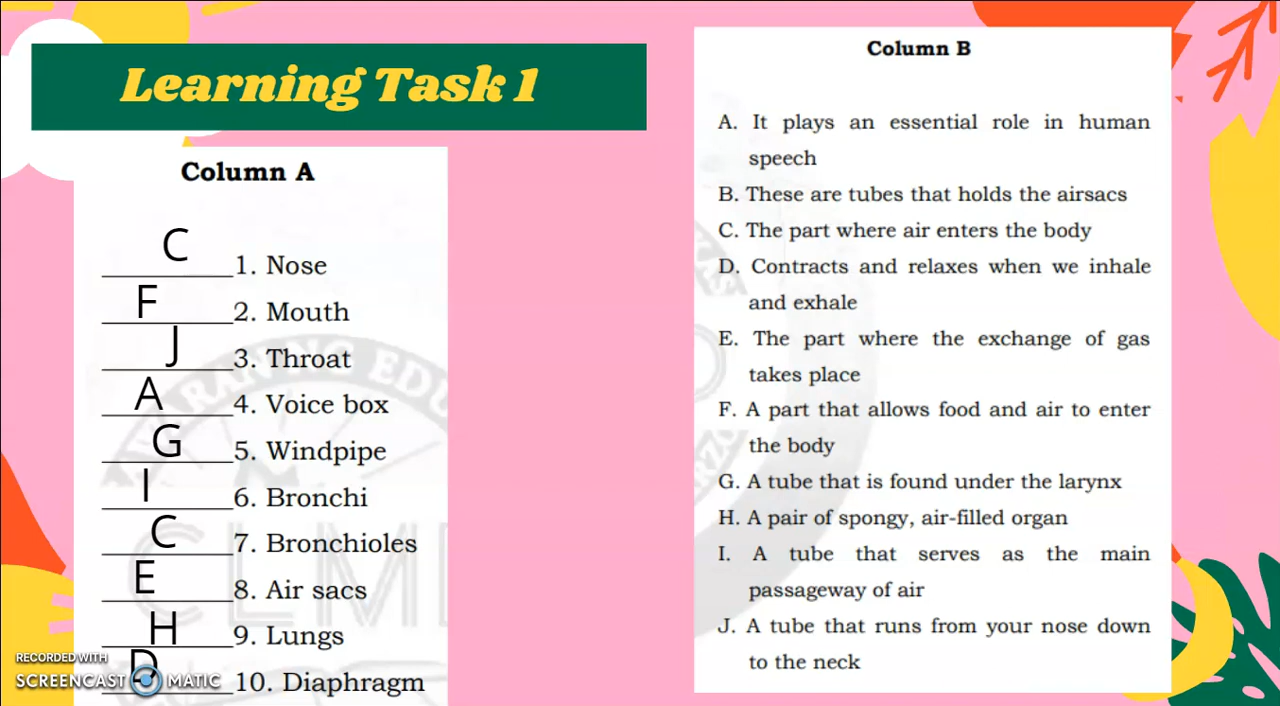 Learning Task 1
Column A
C 1. Nose
F 2. Mouth
J 3. Throat
A 4. Voice box
G 5. Windpipe
I 6. Bronchi
C 7. Bronchioles
E 8. Air sacs
H 9. Lungs
D 10. Diaphragm
RECORDED WITH
SCREENCAST MATIC
Column B
A. It plays an essential role in human
speech
B. These are tubes that holds the airsacs
C. The part where air enters the body
D. Contracts and relaxes when we inhale
and exhale
E. The part where the exchange of gas
takes place
F. A part that allows food and air to enter
the body
G. A tube that is found under the larynx
H. A pair of spongy, air-filled organ
I. A tube that serves as the main
passageway of air
J. A tube that runs from your nose down
to the neck